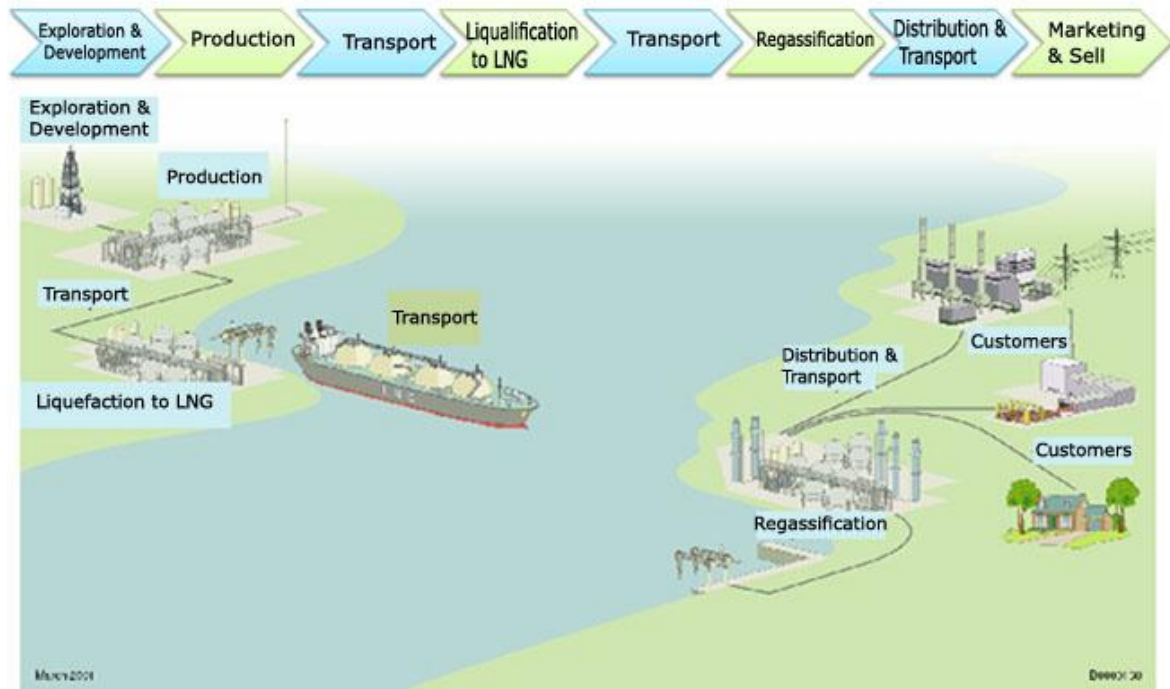 Exploration &
Development
Production
Transport
Liqualification
to LNG
Transport
Regassification
Distribution &
Transport
Marketing
& Sell
Exploration &
Development
Production
Transport
Transport
Liquefaction to LNG
Customers
Distribution &
Transport
Customers
Regassification